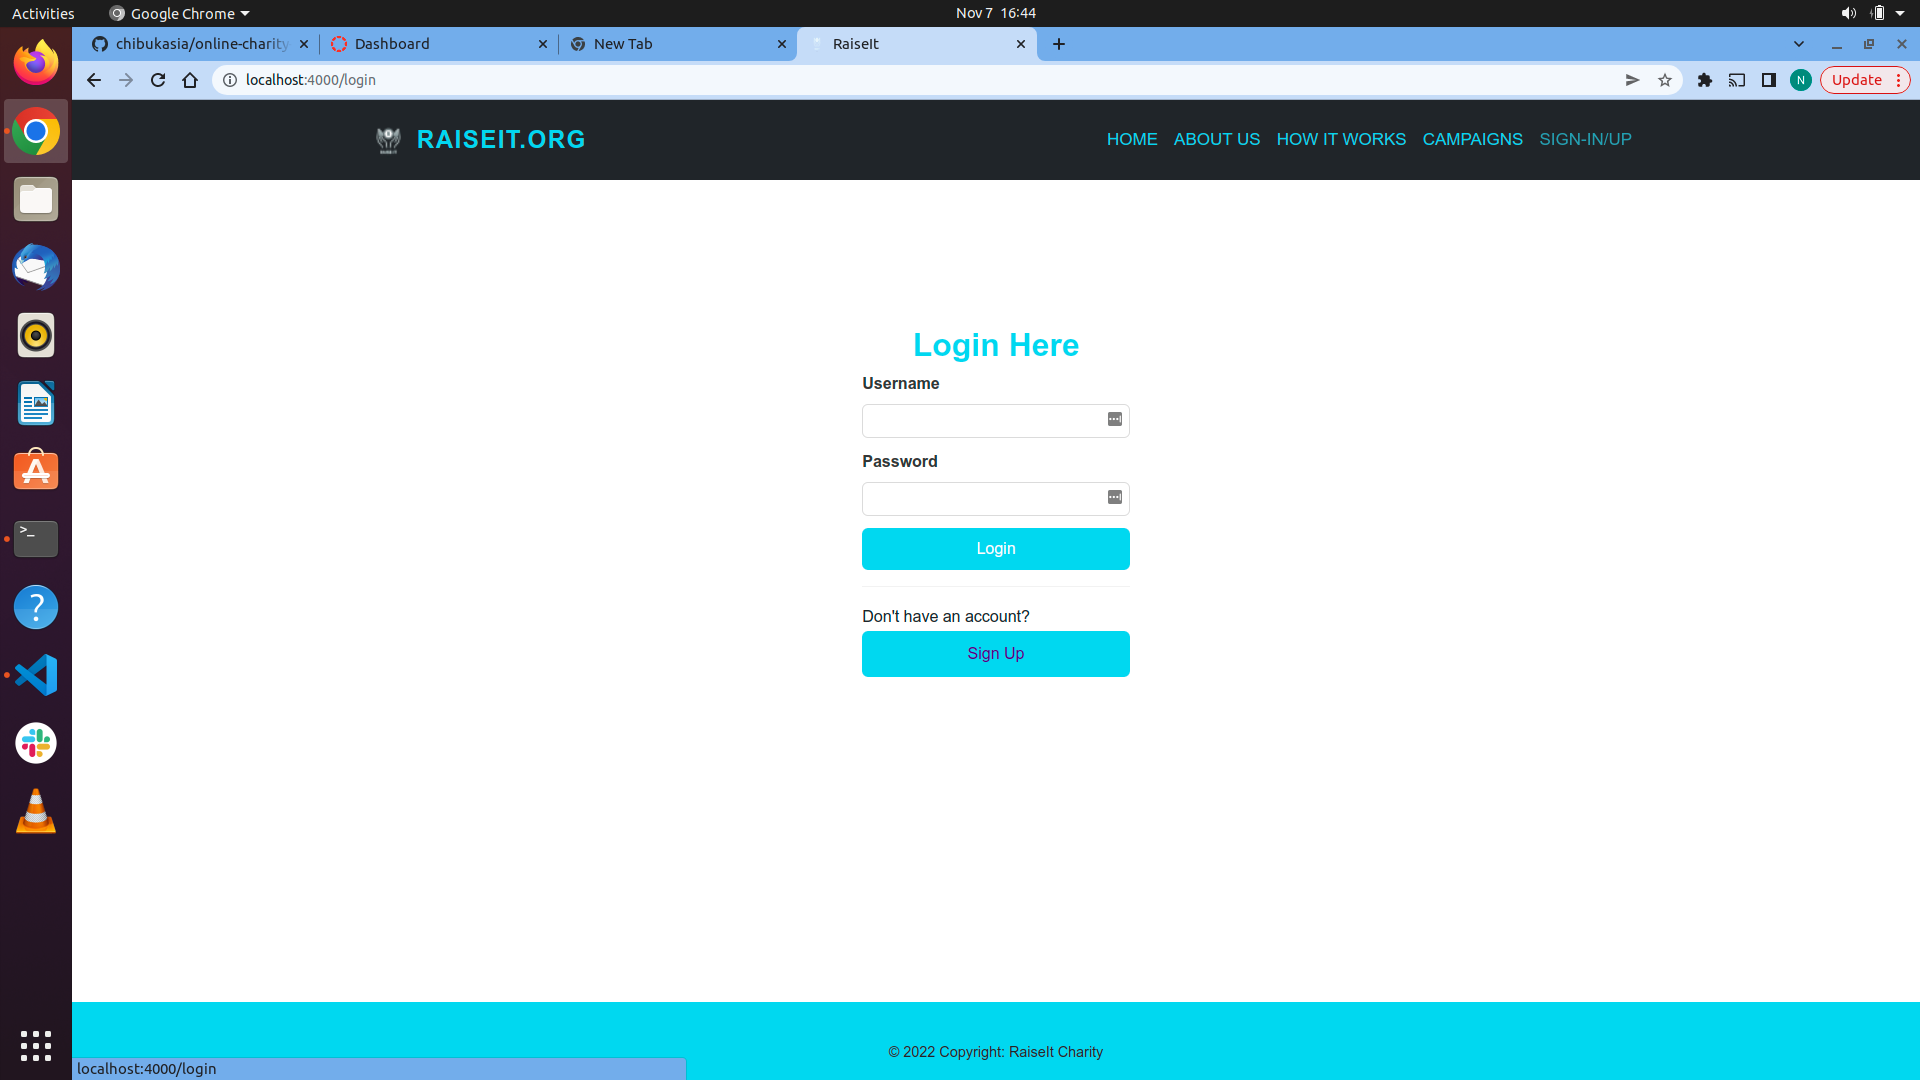 Activities
Google Chrome
Nov 7 16:44
chibukasia/online-charity
Dashboard
New Tab
RaiseIt
localhost:4000/login
N
Update
RAISEIT.ORG
HOME
ABOUT US
HOW IT WORKS
CAMPAIGNS
SIGN-IN/UP
Login Here
Username
Password
Login
Don't have an account?
Sign Up
© 2022 Copyright: RaiseIt Charity
localhost:4000/login